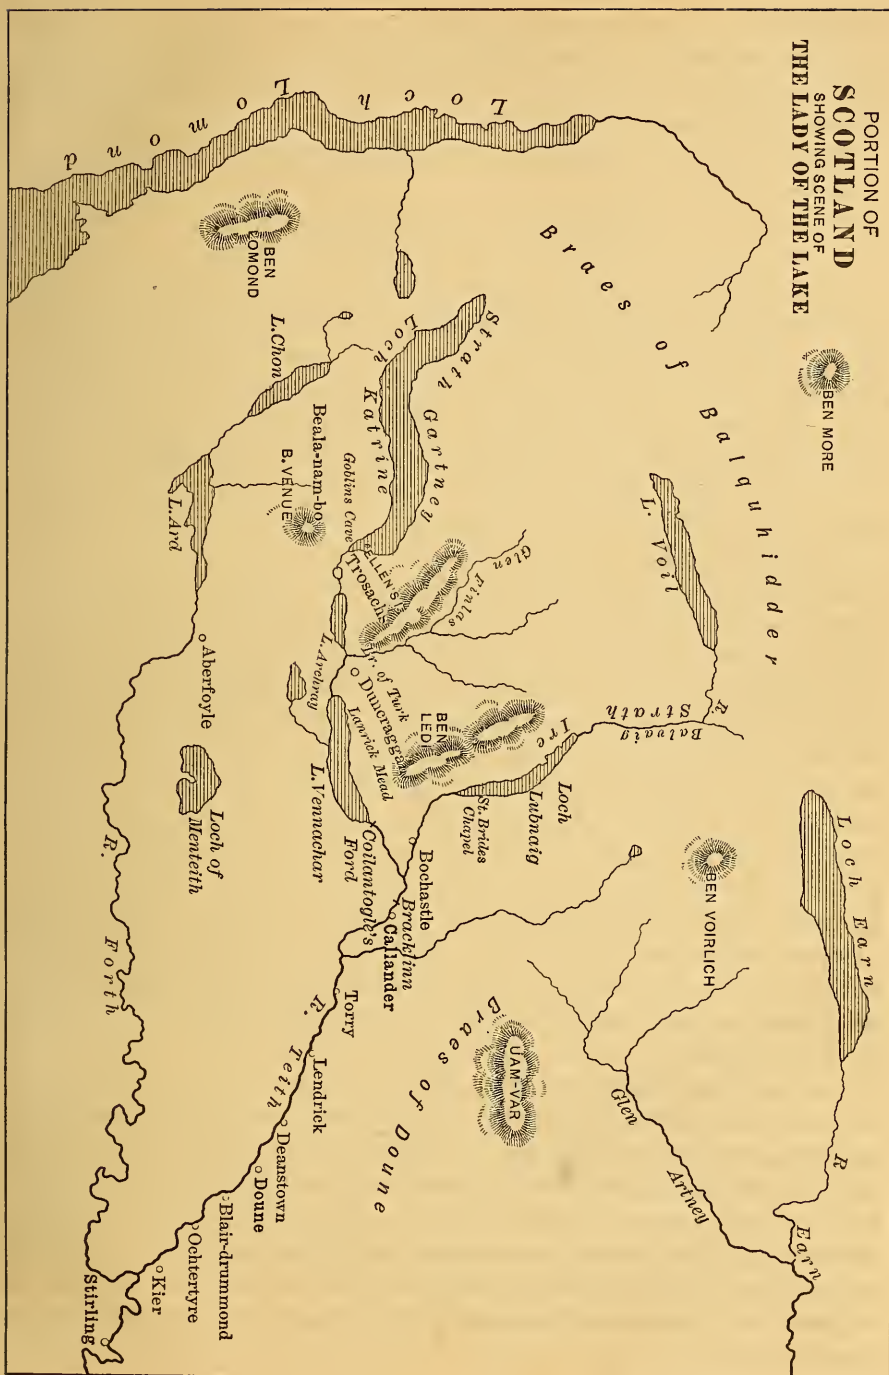 PORTION OF
SCOTLAND
SHOWING SCENE OF
THE LADY OF THE LAKE
BEN MORE
Braes of Balquhidder
Loch Lomond
BEN LOMOND
L. Chon
L. Ard
Loch Katrine
Strath Gartney
Beala-nam-bo
B. VENUE
Goblins Cave
ELLEN'S I.
Trosachs
Glen Finlas
L. Archray
Br. of Turk
Duncraggan
Lanrick Mead
L. Vennachar
BEN
LEDI
L. Voil
R. Balvaig
Strath Ire
Loch
Lubnaig
St. Brides
Chapel
Coilantogle's
Ford
Bochastle
Bracklinn
Callander
Aberfoyle
Loch of
Menteith
R. Forth
Loch Earn
R Earn
BEN VOIRLICH
UAM-VAR
Glen Artney
Braes of Doune
Torry
R. Teith
Lendrick
Deanstown
Doune
Blair-drummond
Ochtertyre
Kier
Stirling